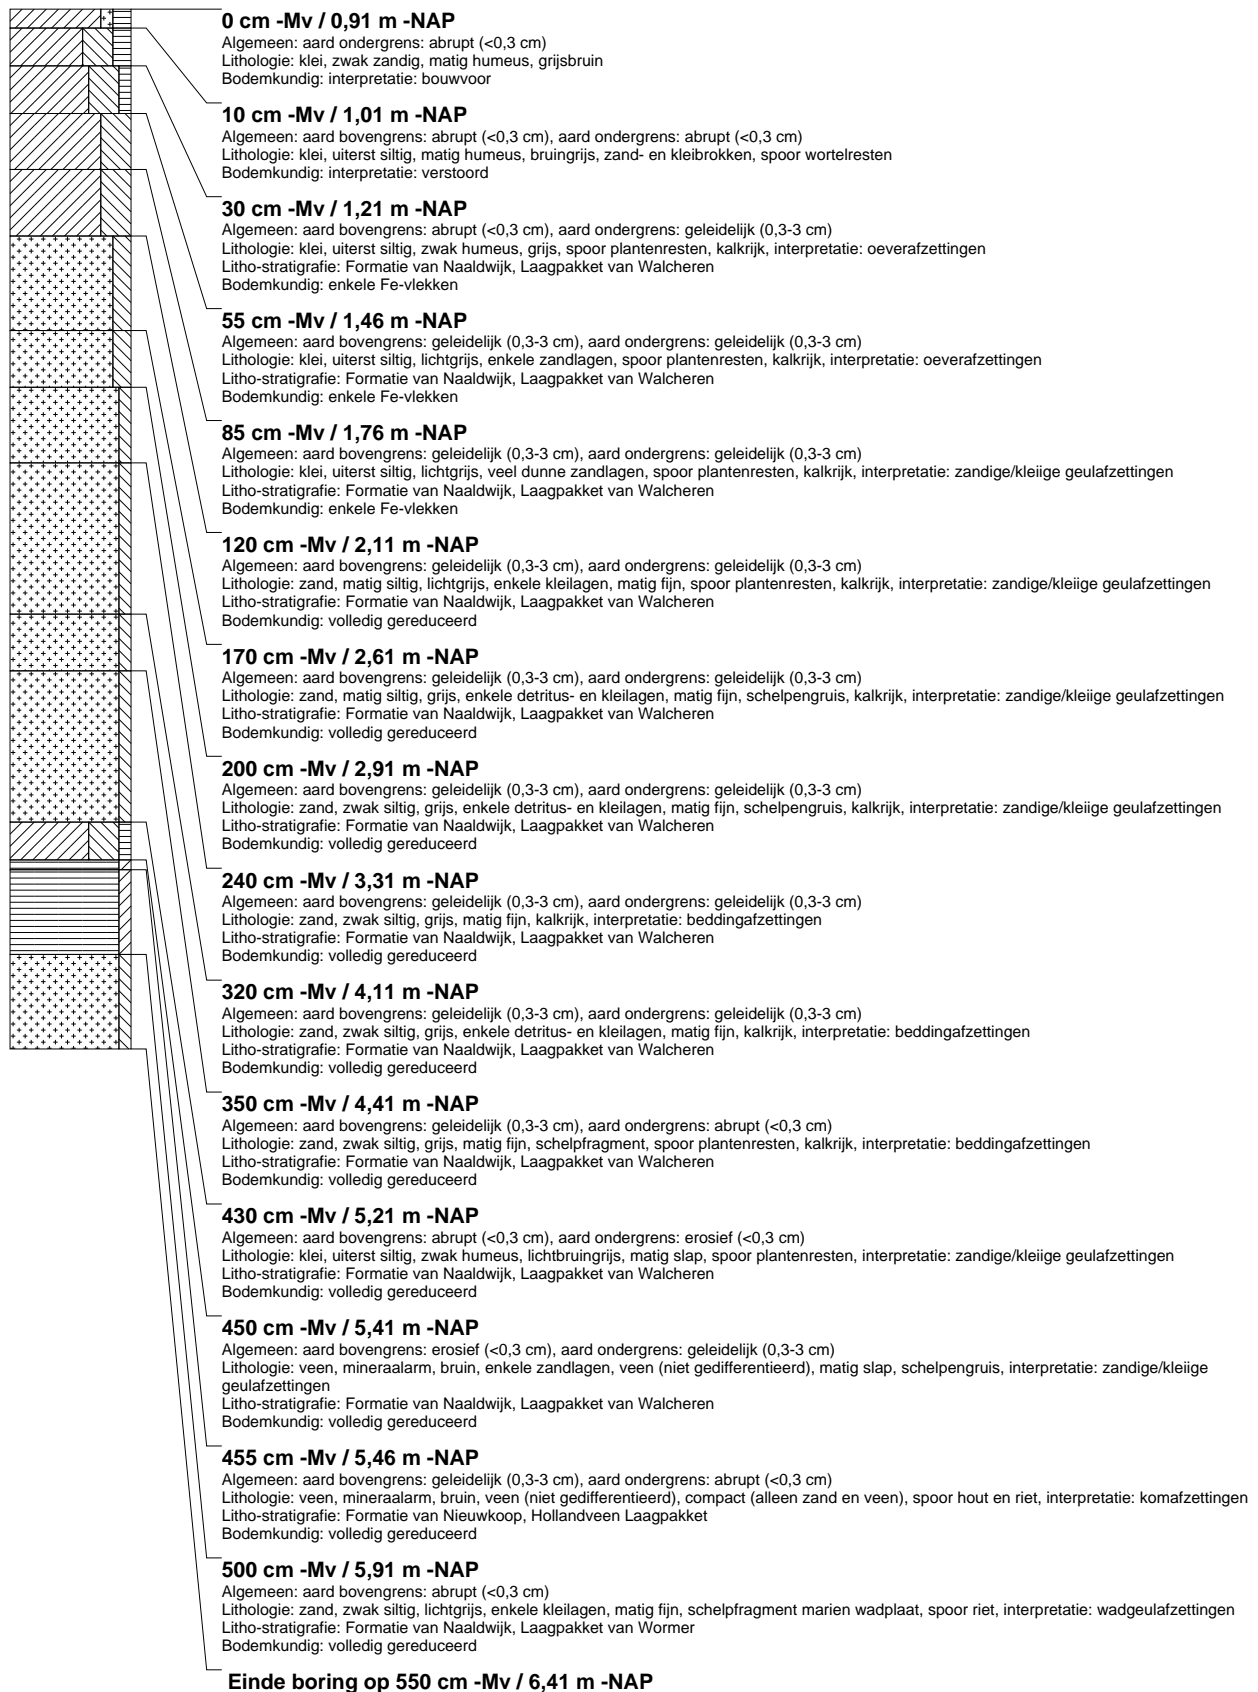 0 cm -Mv / 0,91 m -NAP
Algemeen: aard ondergrens: abrupt (<0,3 cm)
Lithologie: klei, zwak zandig, matig humeus, grijsbruin
Bodemkundig: interpretatie: bouwvoor
10 cm -Mv / 1,01 m -NAP
Algemeen: aard bovengrens: abrupt (<0,3 cm), aard ondergrens: abrupt (<0,3 cm)
Lithologie: klei, uiterst siltig, matig humeus, bruingrijs, zand- en kleibrokken, spoor wortelresten
Bodemkundig: interpretatie: verstoord
30 cm -Mv / 1,21 m -NAP
Algemeen: aard bovengrens: abrupt (<0,3 cm), aard ondergrens: geleidelijk (0,3-3 cm)
Lithologie: klei, uiterst siltig, zwak humeus, grijs, spoor plantenresten, kalkrijk, interpretatie: oeverafzettingen
Litho-stratigrafie: Formatie van Naaldwijk, Laagpakket van Walcheren
Bodemkundig: enkele Fe-vlekken
55 cm -Mv / 1,46 m -NAP
Algemeen: aard bovengrens: geleidelijk (0,3-3 cm), aard ondergrens: geleidelijk (0,3-3 cm)
Lithologie: klei, uiterst siltig, lichtgrijs, enkele zandlagen, spoor plantenresten, kalkrijk, interpretatie: oeverafzettingen
Litho-stratigrafie: Formatie van Naaldwijk, Laagpakket van Walcheren
Bodemkundig: enkele Fe-vlekken
85 cm -Mv / 1,76 m -NAP
Algemeen: aard bovengrens: geleidelijk (0,3-3 cm), aard ondergrens: geleidelijk (0,3-3 cm)
Lithologie: klei, uiterst siltig, lichtgrijs, veel dunne zandlagen, spoor plantenresten, kalkrijk, interpretatie: zandige/kleiige geulafzettingen
Litho-stratigrafie: Formatie van Naaldwijk, Laagpakket van Walcheren
Bodemkundig: enkele Fe-vlekken
120 cm -Mv / 2,11 m -NAP
Algemeen: aard bovengrens: geleidelijk (0,3-3 cm), aard ondergrens: geleidelijk (0,3-3 cm)
Lithologie: zand, matig siltig, lichtgrijs, enkele kleilagen, matig fijn, spoor plantenresten, kalkrijk, interpretatie: zandige/kleiige geulafzettingen
Litho-stratigrafie: Formatie van Naaldwijk, Laagpakket van Walcheren
Bodemkundig: volledig gereduceerd
170 cm -Mv / 2,61 m -NAP
Algemeen: aard bovengrens: geleidelijk (0,3-3 cm), aard ondergrens: geleidelijk (0,3-3 cm)
Lithologie: zand, matig siltig, grijs, enkele detritus- en kleilagen, matig fijn, schelpengruis, kalkrijk, interpretatie: zandige/kleiige geulafzettingen
Litho-stratigrafie: Formatie van Naaldwijk, Laagpakket van Walcheren
Bodemkundig: volledig gereduceerd
200 cm -Mv / 2,91 m -NAP
Algemeen: aard bovengrens: geleidelijk (0,3-3 cm), aard ondergrens: geleidelijk (0,3-3 cm)
Lithologie: zand, zwak siltig, grijs, enkele detritus- en kleilagen, matig fijn, schelpengruis, kalkrijk, interpretatie: zandige/kleiige geulafzettingen
Litho-stratigrafie: Formatie van Naaldwijk, Laagpakket van Walcheren
Bodemkundig: volledig gereduceerd
240 cm -Mv / 3,31 m -NAP
Algemeen: aard bovengrens: geleidelijk (0,3-3 cm), aard ondergrens: geleidelijk (0,3-3 cm)
Lithologie: zand, zwak siltig, grijs, matig fijn, kalkrijk, interpretatie: beddingafzettingen
Litho-stratigrafie: Formatie van Naaldwijk, Laagpakket van Walcheren
Bodemkundig: volledig gereduceerd
320 cm -Mv / 4,11 m -NAP
Algemeen: aard bovengrens: geleidelijk (0,3-3 cm), aard ondergrens: geleidelijk (0,3-3 cm)
Lithologie: zand, zwak siltig, grijs, enkele detritus- en kleilagen, matig fijn, kalkrijk, interpretatie: beddingafzettingen
Litho-stratigrafie: Formatie van Naaldwijk, Laagpakket van Walcheren
Bodemkundig: volledig gereduceerd
350 cm -Mv / 4,41 m -NAP
Algemeen: aard bovengrens: geleidelijk (0,3-3 cm), aard ondergrens: abrupt (<0,3 cm)
Lithologie: zand, zwak siltig, grijs, matig fijn, schelpfragment, spoor plantenresten, kalkrijk, interpretatie: beddingafzettingen
Litho-stratigrafie: Formatie van Naaldwijk, Laagpakket van Walcheren
Bodemkundig: volledig gereduceerd
430 cm -Mv / 5,21 m -NAP
Algemeen: aard bovengrens: abrupt (<0,3 cm), aard ondergrens: erosief (<0,3 cm)
Lithologie: klei, uiterst siltig, zwak humeus, lichtbruingrijs, matig slap, spoor plantenresten, interpretatie: zandige/kleiige geulafzettingen
Litho-stratigrafie: Formatie van Naaldwijk, Laagpakket van Walcheren
Bodemkundig: volledig gereduceerd
450 cm -Mv / 5,41 m -NAP
Algemeen: aard bovengrens: erosief (<0,3 cm), aard ondergrens: geleidelijk (0,3-3 cm)
Lithologie: veen, mineraalarm, bruin, enkele zandlagen, veen (niet gedifferentieerd), matig slap, schelpengruis, interpretatie: zandige/kleiige
geulafzettingen
Litho-stratigrafie: Formatie van Naaldwijk, Laagpakket van Walcheren
Bodemkundig: volledig gereduceerd
455 cm -Mv / 5,46 m -NAP
Algemeen: aard bovengrens: geleidelijk (0,3-3 cm), aard ondergrens: abrupt (<0,3 cm)
Lithologie: veen, mineraalarm, bruin, veen (niet gedifferentieerd), compact (alleen zand en veen), spoor hout en riet, interpretatie: komafzettingen
Litho-stratigrafie: Formatie van Nieuwkoop, Hollandveen Laagpakket
Bodemkundig: volledig gereduceerd
500 cm -Mv / 5,91 m -NAP
Algemeen: aard bovengrens: abrupt (<0,3 cm)
Lithologie: zand, zwak siltig, lichtgrijs, enkele kleilagen, matig fijn, schelpfragment marien wadplaat, spoor riet, interpretatie: wadgeulafzettingen
Litho-stratigrafie: Formatie van Naaldwijk, Laagpakket van Wormer
Bodemkundig: volledig gereduceerd
Einde boring op 550 cm -Mv / 6,41 m -NAP